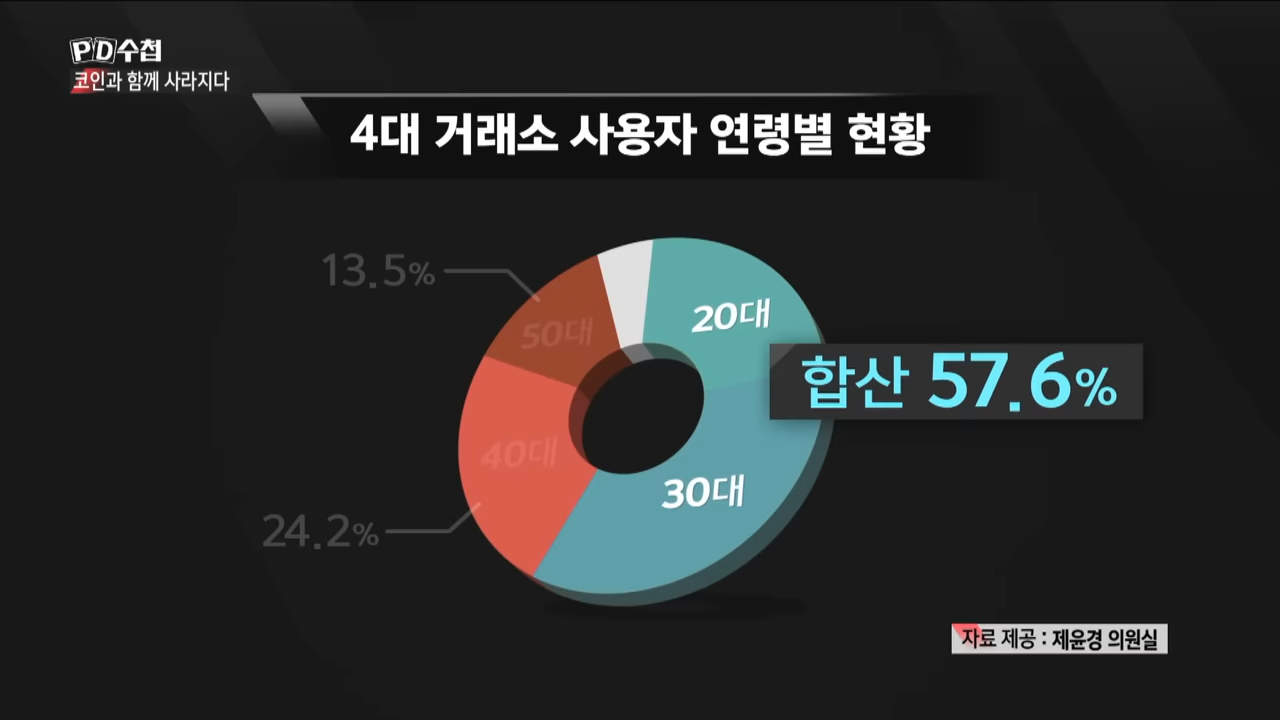 PD수첩
코인과 함께 사라지다
4대 거래소 사용자 연령별 현황
13.5%
50대
20대
합산 57.6%
40대
30대
24.2%
자료 제공 : 제윤경 의원실